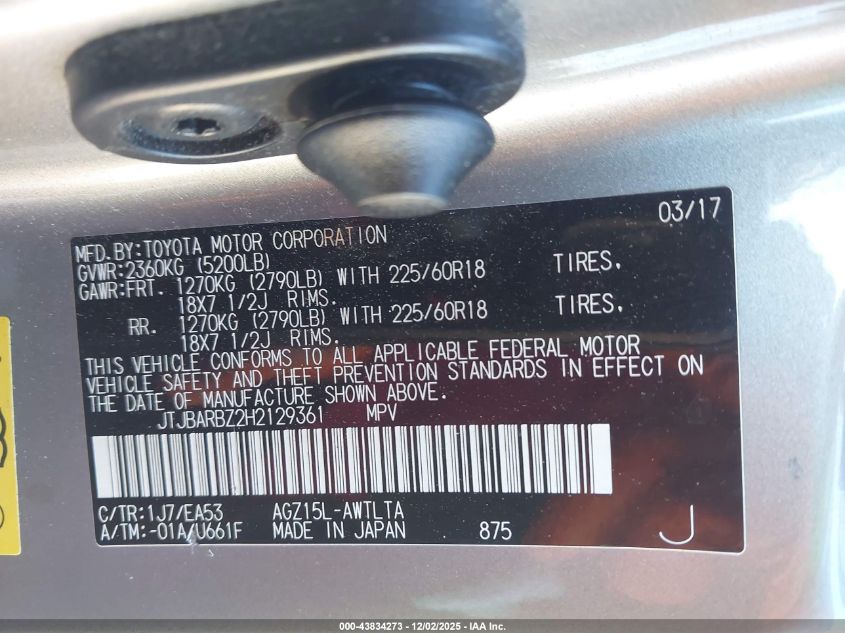 03/17
MFD.BY:TOYOTA MOTOR CORPORATION
GVWR:2360KG (5200LB)
GAWR:FRT. 1270KG (2790LB) WITH 225/60R18 TIRES,
18X7 1/2J RIMS.
RR. 1270KG (2790LB) WITH 225/60R18 TIRES,
18X7 1/2J RIMS.
THIS VEHICLE CONFORMS TO ALL APPLICABLE FEDERAL MOTOR
VEHICLE SAFETY AND THEFT PREVENTION STANDARDS IN EFFECT ON
THE DATE OF MANUFACTURE SHOWN ABOVE.
JTJBARBZ2H2129361 MPV
C/TR:1J7/EA53 AGZ15L-AWTLTA
A/TM:-01A/U661F MADE IN JAPAN 875 J
000-43834273 - 12/02/2025 - IAA Inc.